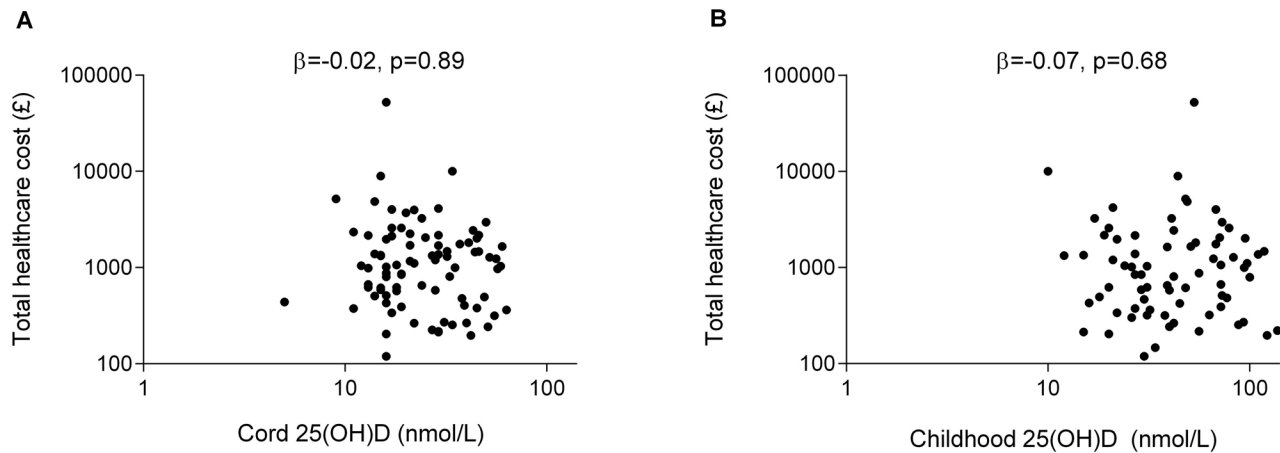 A
β=-0.02, p=0.89
Total healthcare cost (£)
100000
10000
1000
100
1
10
100
Cord 25(OH)D (nmol/L)
B
β=-0.07, p=0.68
Total healthcare cost (£)
100000
10000
1000
100
1
10
100
Childhood 25(OH)D (nmol/L)